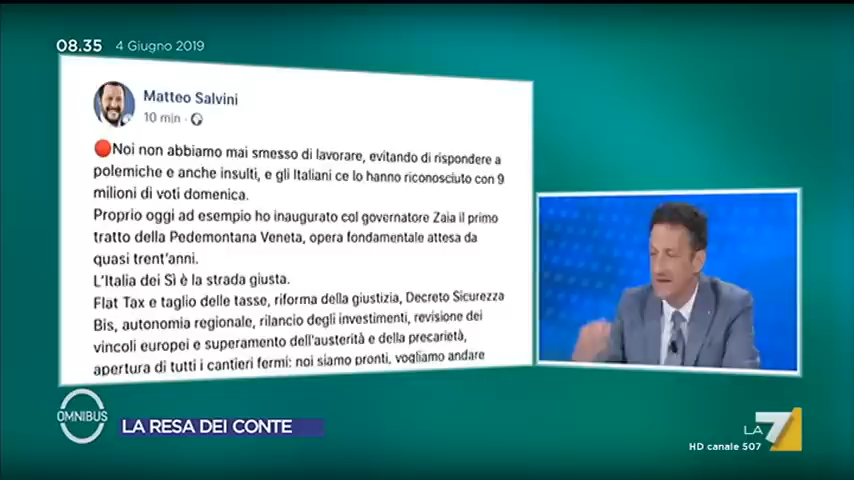 08.35 4 Giugno 2019
Matteo Salvini
10 min
Noi non abbiamo mai smesso di lavorare, evitando di rispondere a
polemiche e anche insulti, e gli Italiani ce lo hanno riconosciuto con 9
milioni di voti domenica.
Proprio oggi ad esempio ho inaugurato col governatore Zaia il primo
tratto della Pedemontana Veneta, opera fondamentale attesa da
quasi trent'anni.
L'Italia dei Sì è la strada giusta.
Flat Tax e taglio delle tasse, riforma della giustizia, Decreto Sicurezza
Bis, autonomia regionale, rilancio degli investimenti, revisione dei
vincoli europei e superamento dell'austerità e della precarietà,
apertura di tutti i cantieri fermi: noi siamo pronti, vogliamo andare
OMNIBUS
LA RESA DEI CONTE
LA7
HD canale 507